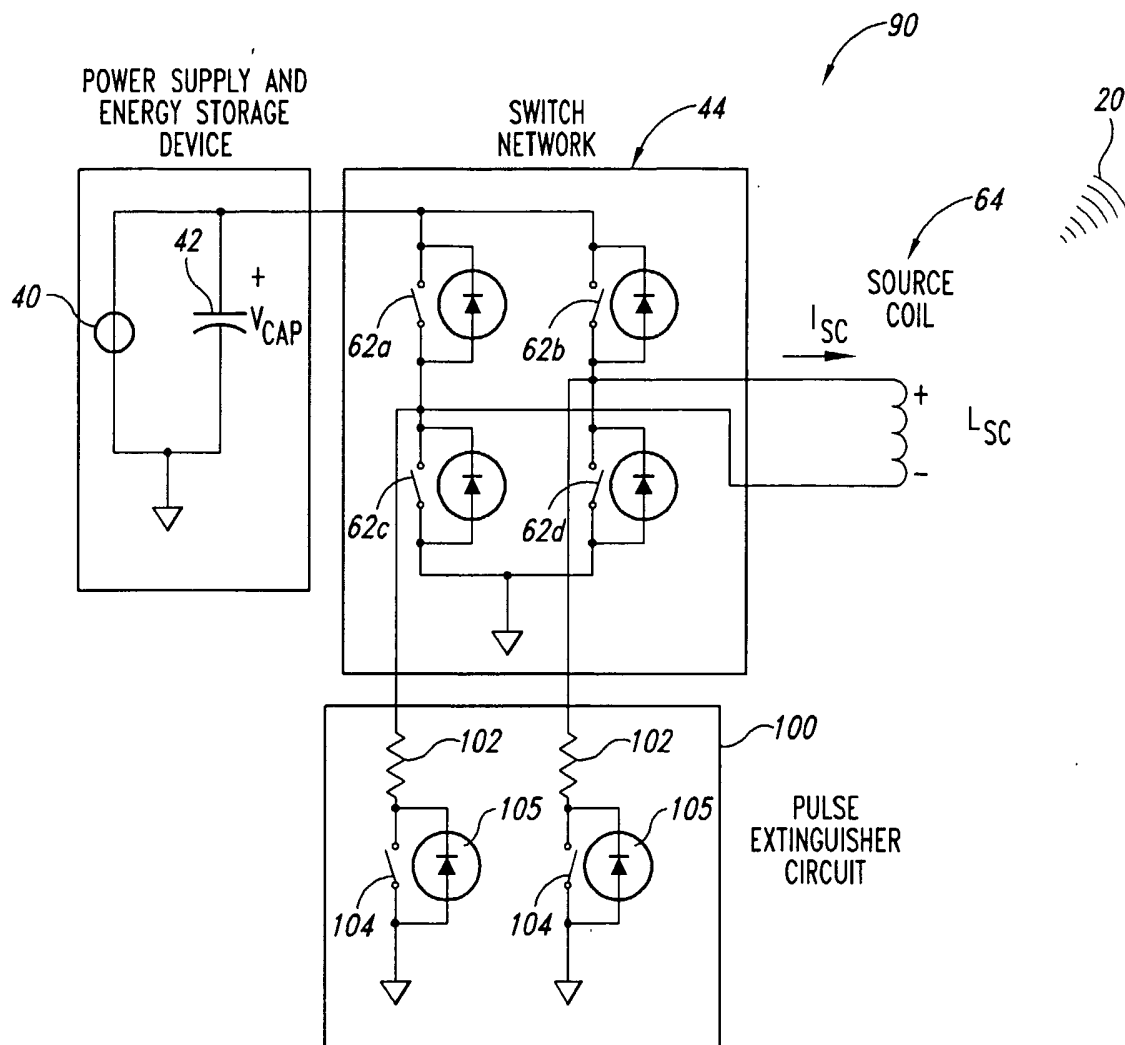 90
POWER SUPPLY AND
ENERGY STORAGE
DEVICE
SWITCH
NETWORK
44
20
64
42
+
40
V_CAP
62a
62b
SOURCE
COIL
I_SC
+
L_SC
-
62c
62d
102
102
100
105
105
PULSE
EXTINGUISHER
CIRCUIT
104
104